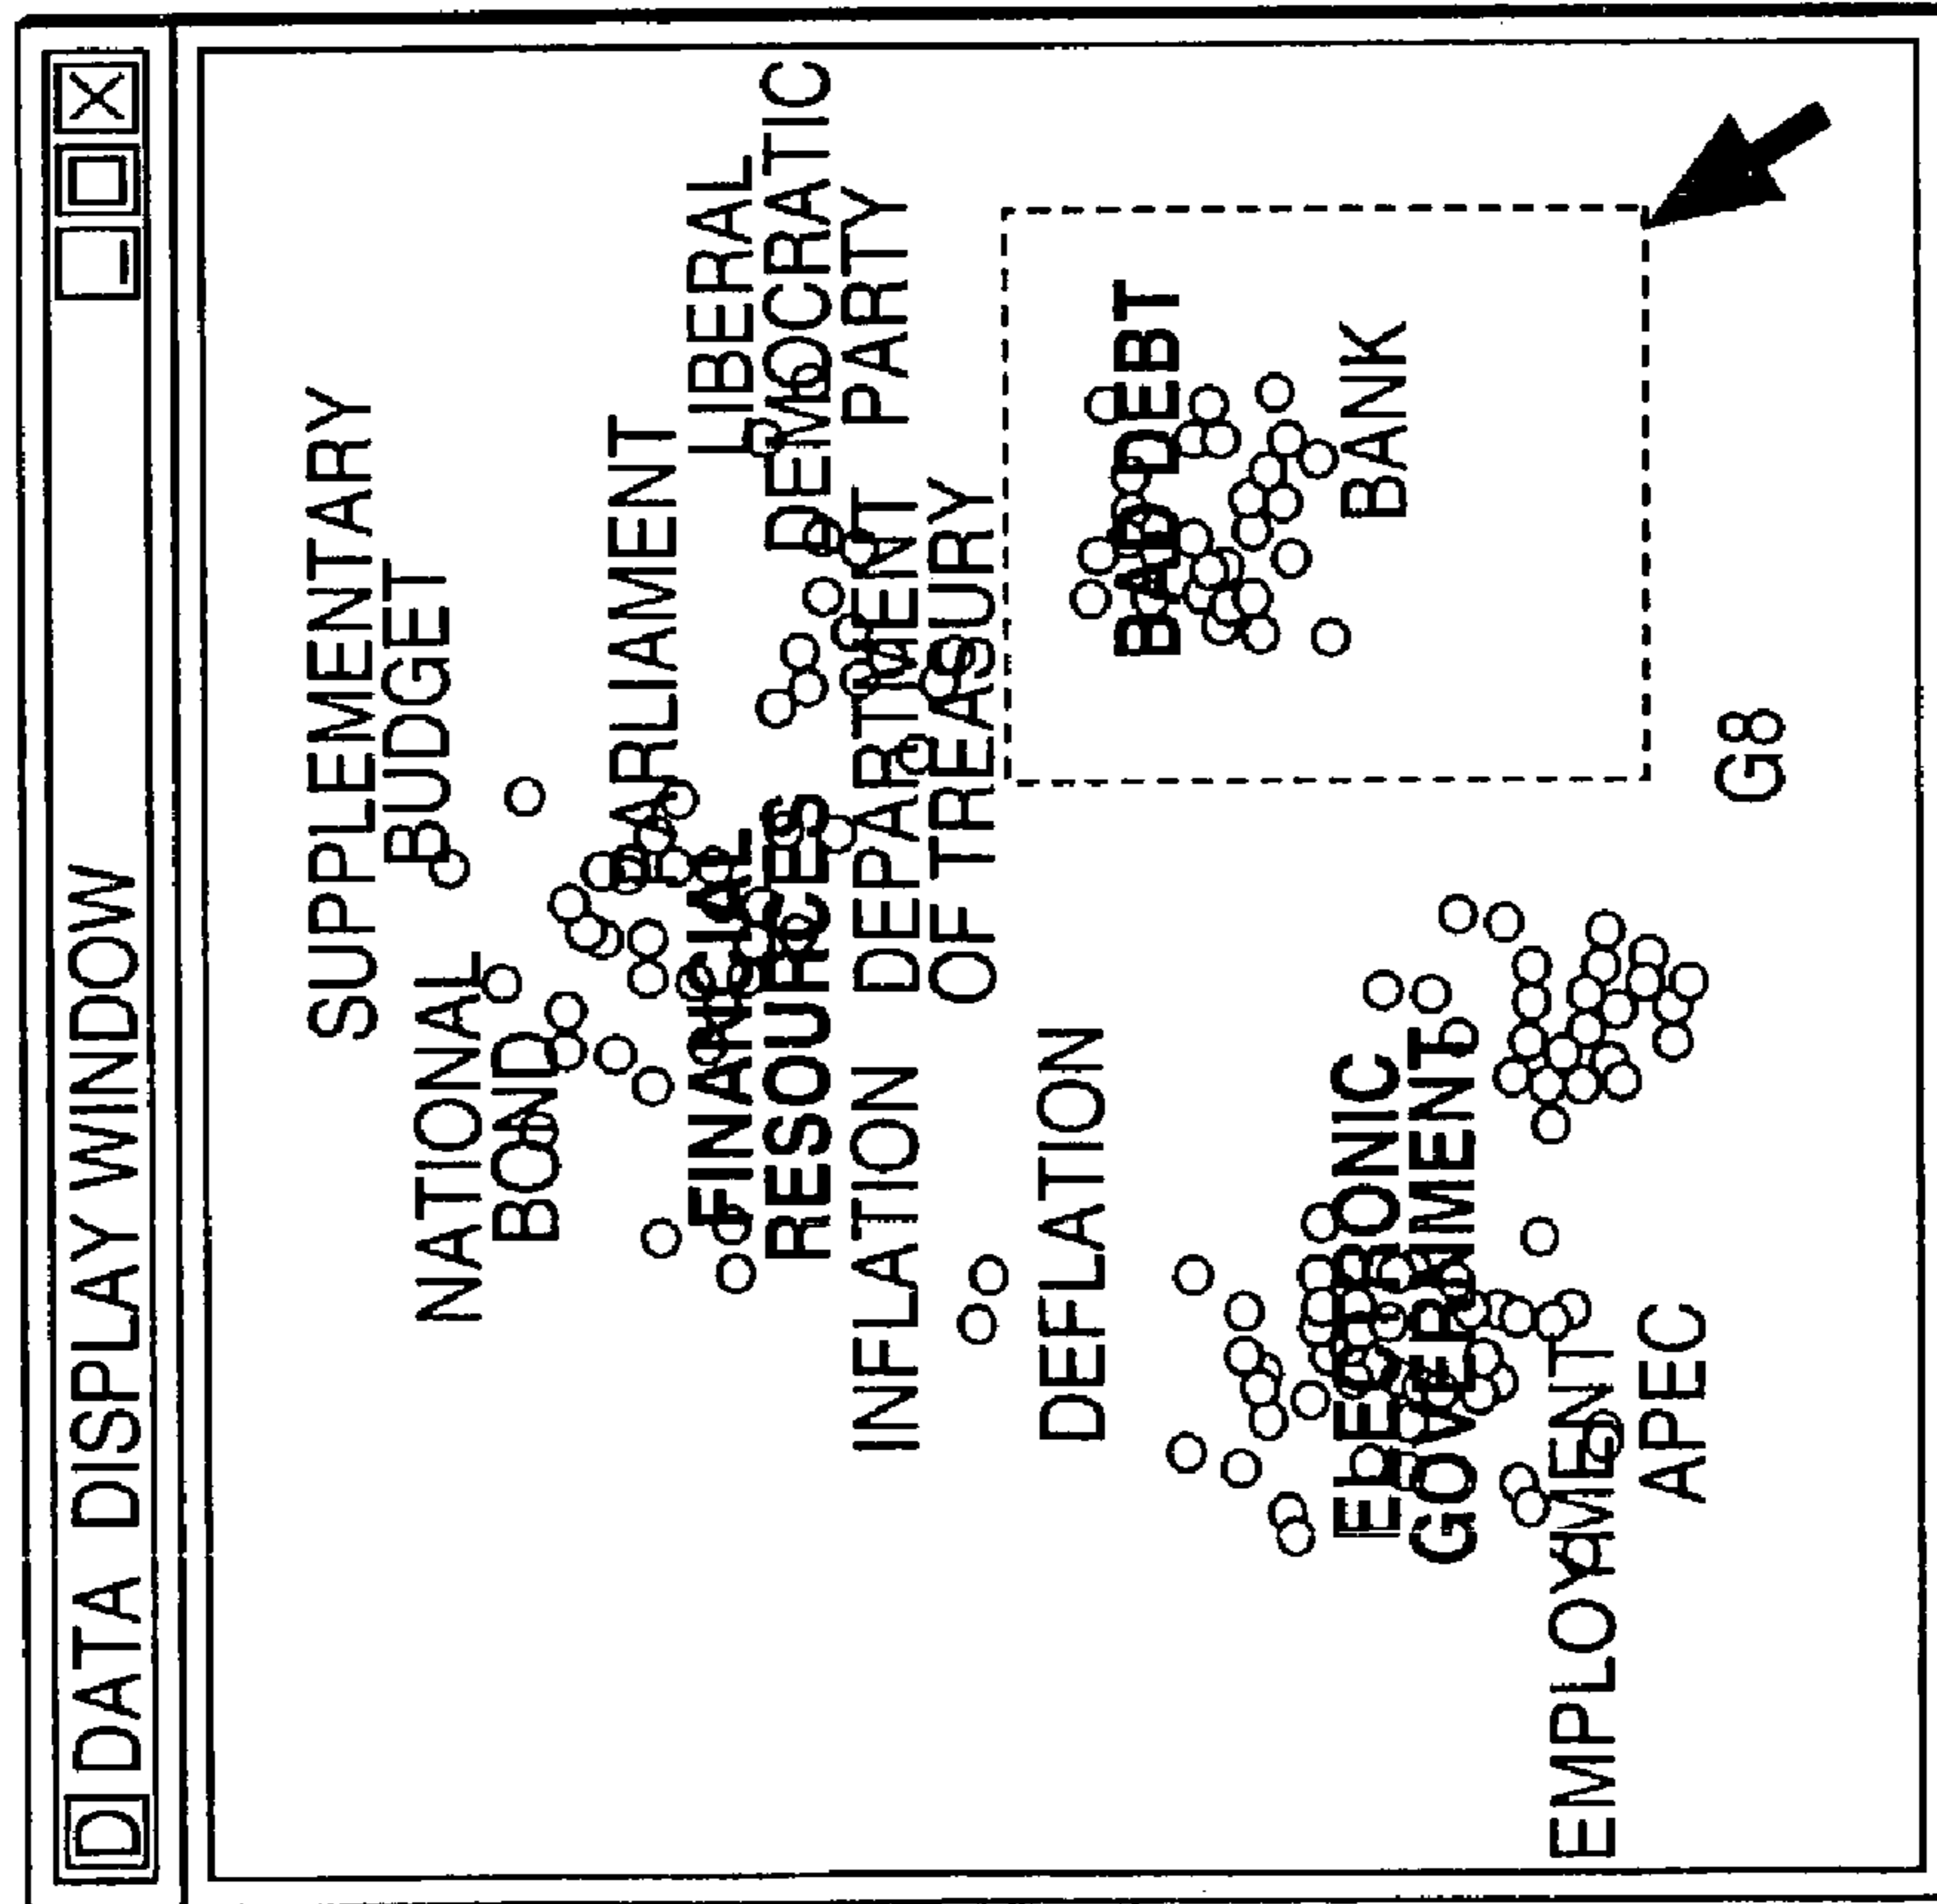 D DATA DISPLAY WINDOW
SUPPLEMENTARY
BUDGET
NATIONAL
BOND
PARLIAMENT
LIBERAL
DEMOCRATIC
PARTY
FINANCIAL
RESOURCES
INFLATION
DEPARTMENT
OF TREASURY
DEFLATION
BAD DEBT
BANK
ELECTRONIC
GOVERNMENT
EMPLOYMENT
APEC
G8